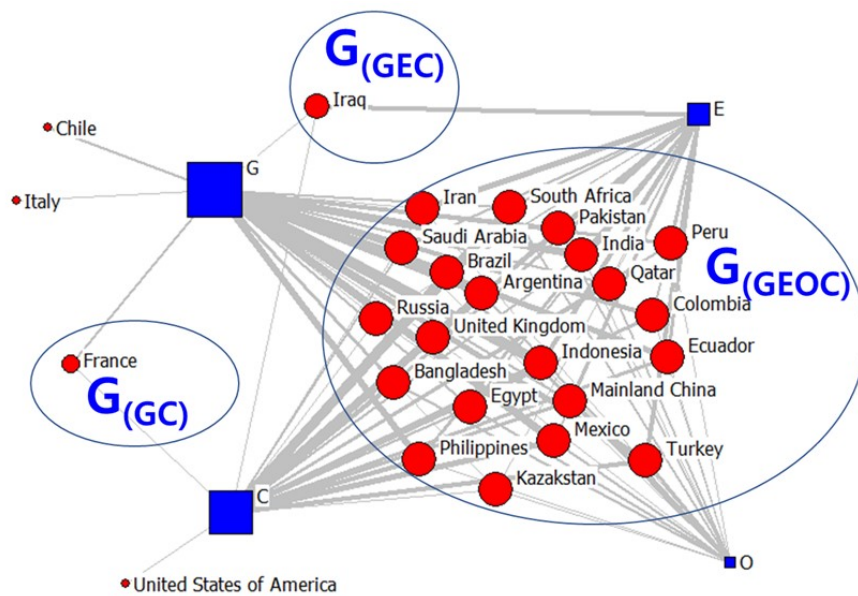 G(GEC)
Iraq
E
Chile
G
Italy
Iran
South Africa
Pakistan
Saudi Arabia
India
Peru
Brazil
Qatar
G(GEOC)
Argentina
Colombia
Russia
United Kingdom
Indonesia
Ecuador
France
Bangladesh
Mainland China
G(GC)
Egypt
Mexico
Philippines
Turkey
Kazakstan
C
O
United States of America